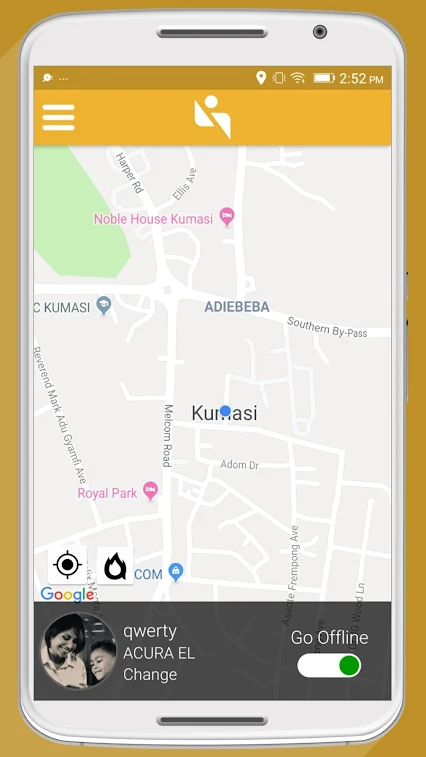 2:52 PM
Harper Rd
Ellis Ave
Noble House Kumasi
C KUMASI
ADIEBEBA
Southern By-Pass
Reverend Mark Adu Gyamfi Ave
Melcom Road
Kumasi
Adom Dr
Royal Park
Asante Frempong Ave
Wood Ln
COM
Google
qwerty
ACURA EL
Change
Go Offline